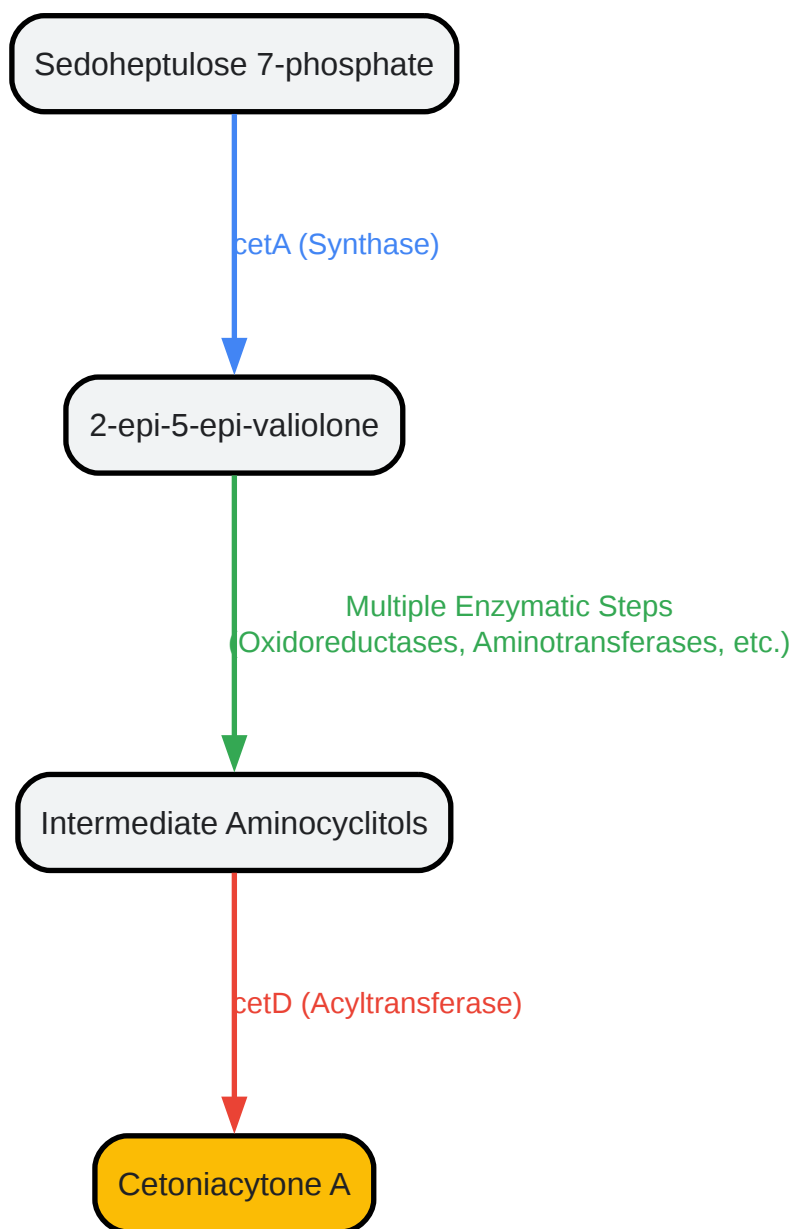 Sedoheptulose 7-phosphate
cetA (Synthase)
2-epi-5-epi-valiolone
Multiple Enzymatic Steps
(Oxidoreductases, Aminotransferases, etc.)
Intermediate Aminocyclitols
cetD (Acyltransferase)
Cetoniacytone A